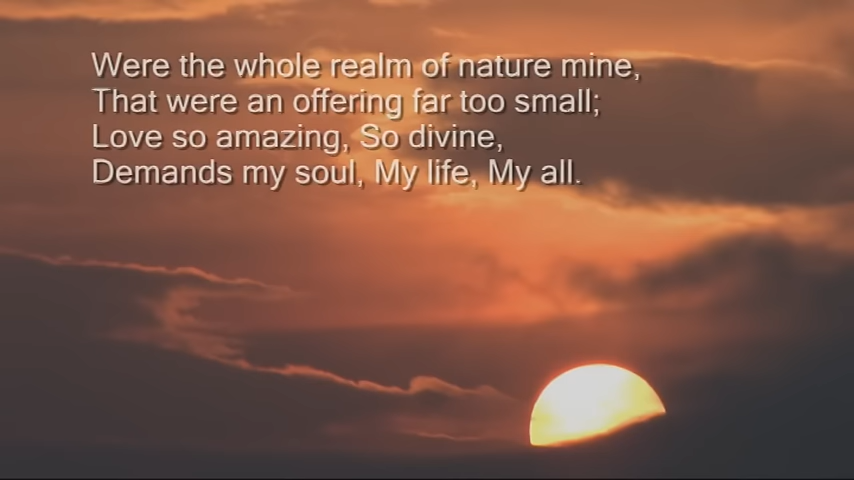 Were the whole realm of nature mine,
That were an offering far too small;
Love so amazing, So divine,
Demands my soul, My life, My all.